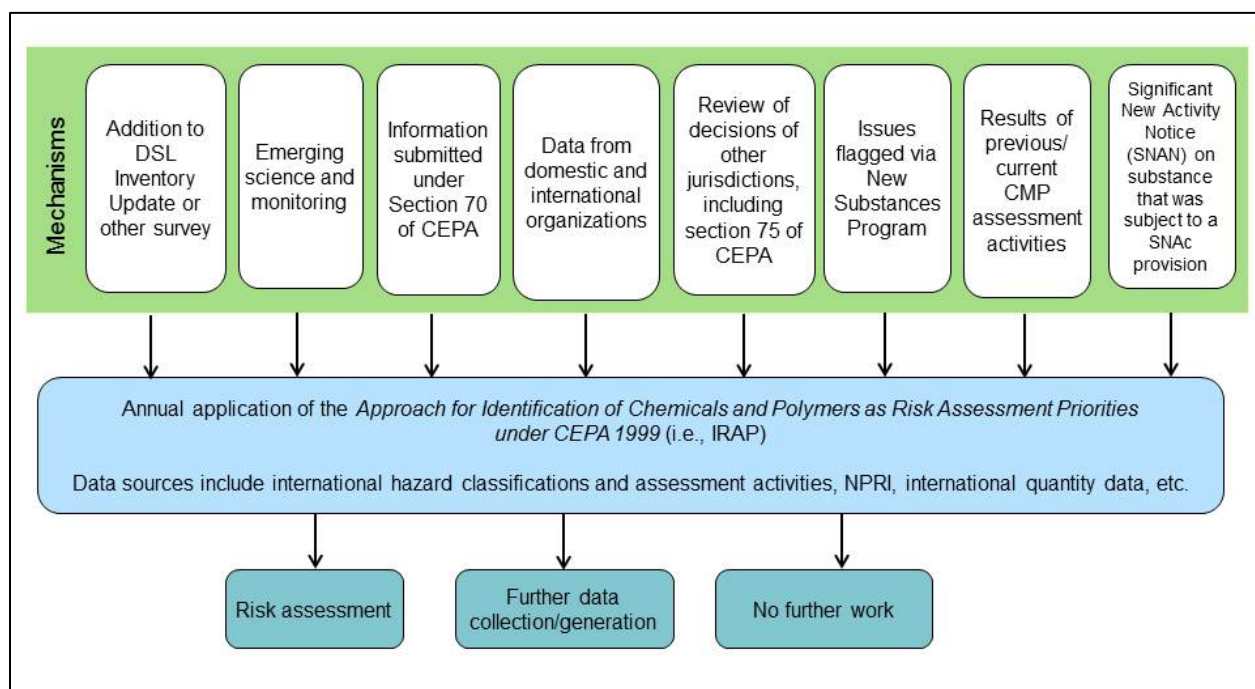 Mechanisms
Addition to
DSL
Inventory
Update or
other survey
Emerging
science and
monitoring
Information
submitted
under
Section 70
of CEPA
Data from
domestic and
international
organizations
Review of
decisions of
other
jurisdictions,
including
section 75 of
CEPA
Issues
flagged via
New
Substances
Program
Results of
previous/
current CMP
assessment
activities
Significant
New Activity
Notice
(SNAN) on
substance
that was
subject to a
SNAc
provision
Annual application of the Approach for Identification of Chemicals and Polymers as Risk Assessment Priorities
under CEPA 1999 (i.e., IRAP)
Data sources include international hazard classifications and assessment activities, NPRI, international quantity data, etc.
Risk assessment
Further data
collection/generation
No further work